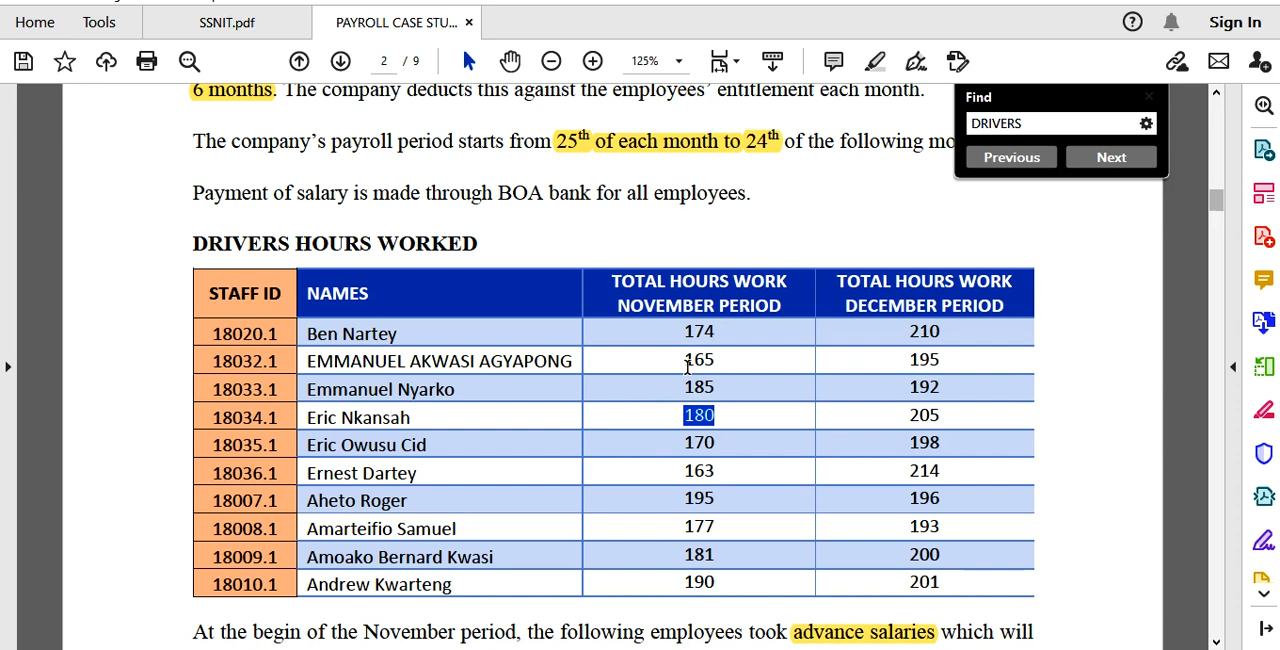 Home Tools SSNIT.pdf PAYROLL CASE STU... × Sign In
2 / 9 125%
6 months. The company deducts this against the employees' entitlement each month.
Find
DRIVERS
Previous Next
The company's payroll period starts from 25th of each month to 24th of the following mo
Payment of salary is made through BOA bank for all employees.
DRIVERS HOURS WORKED
STAFF ID NAMES TOTAL HOURS WORK NOVEMBER PERIOD TOTAL HOURS WORK DECEMBER PERIOD
18020.1 Ben Nartey 174 210
18032.1 EMMANUEL AKWASI AGYAPONG 165 195
18033.1 Emmanuel Nyarko 185 192
18034.1 Eric Nkansah 180 205
18035.1 Eric Owusu Cid 170 198
18036.1 Ernest Dartey 163 214
18007.1 Aheto Roger 195 196
18008.1 Amarteifio Samuel 177 193
18009.1 Amoako Bernard Kwasi 181 200
18010.1 Andrew Kwarteng 190 201
At the begin of the November period, the following employees took advance salaries which will